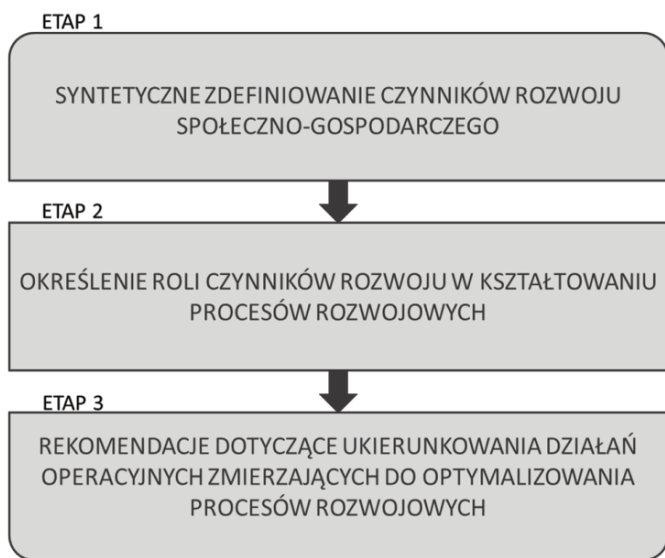 ETAP 1
SYNTETYCZNE ZDEFINIOWANIE CZYNNIKÓW ROZWOJU
SPOŁECZNO-GOSPODARCZEGO
ETAP 2
OKREŚLENIE ROLI CZYNNIKÓW ROZWOJU W KSZTAŁTOWANIU
PROCESÓW ROZWOJOWYCH
ETAP 3
REKOMENDACJE DOTYCZĄCE UKIERUNKOWANIA DZIAŁAŃ
OPERACYJNYCH ZMIERZAJĄCYCH DO OPTYMALIZOWANIA
PROCESÓW ROZWOJOWYCH